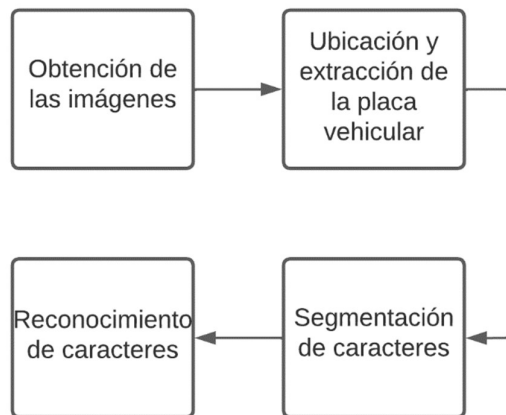 Obtención de
las imágenes
Ubicación y
extracción de
la placa
vehicular
Segmentación
de caracteres
Reconocimiento
de caracteres